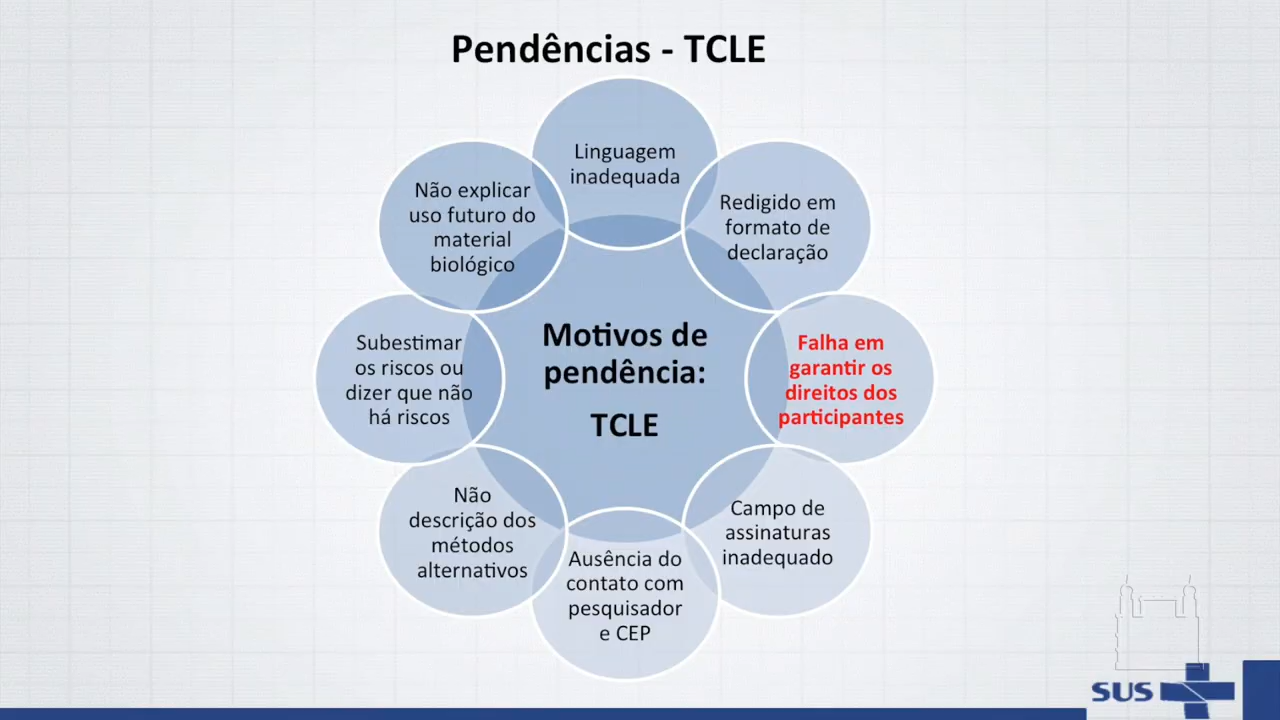 Pendências - TCLE
Linguagem
inadequada
Redigido em
formato de
declaração
Falha em
garantir os
direitos dos
participantes
Campo de
assinaturas
inadequado
Ausência do
contato com
pesquisador
e CEP
Não
descrição dos
métodos
alternativos
Subestimar
os riscos ou
dizer que não
há riscos
Não explicar
uso futuro do
material
biológico
Motivos de
pendência:
TCLE
SUS